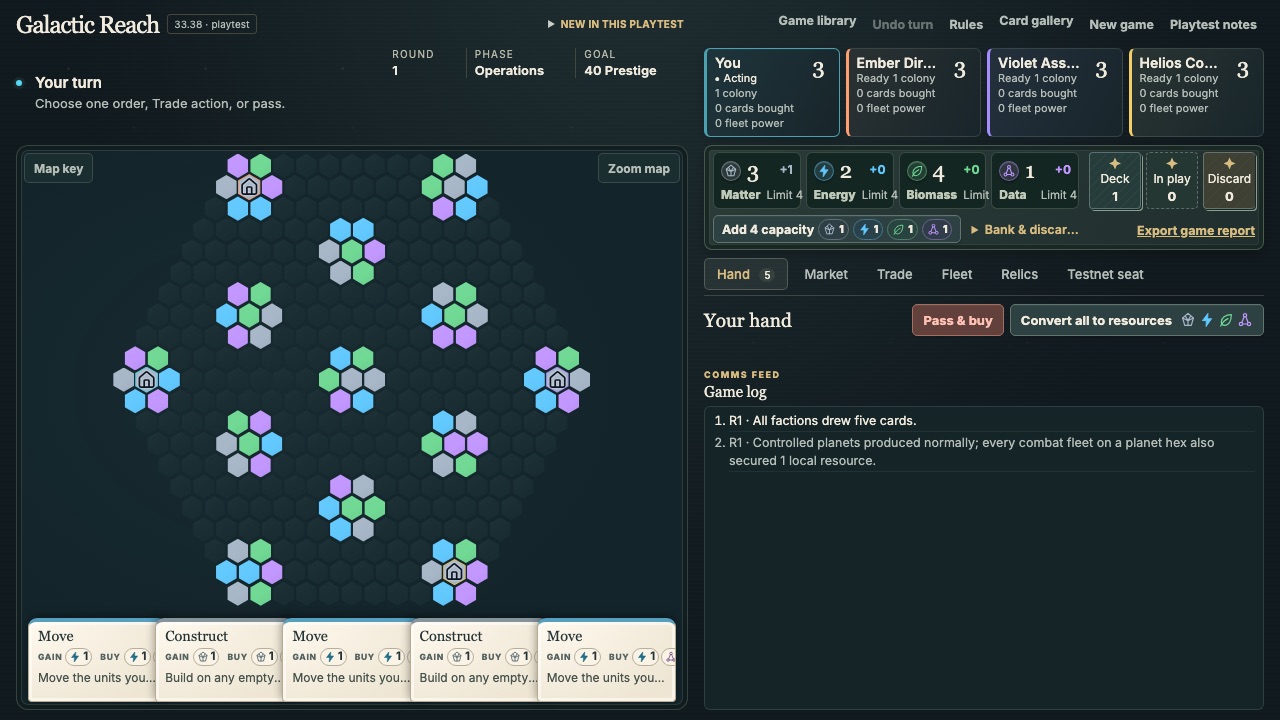 Galactic Reach
33.38 · playtest
▶ NEW IN THIS PLAYTEST
Game library
Undo turn
Rules
Card gallery
New game
Playtest notes
ROUND
1
PHASE
Operations
GOAL
40 Prestige
Your turn
Choose one order, Trade action, or pass.
You
3
• Acting
1 colony
0 cards bought
0 fleet power
Ember Dir...
3
Ready 1 colony
0 cards bought
0 fleet power
Violet Ass...
3
Ready 1 colony
0 cards bought
0 fleet power
Helios Co...
3
Ready 1 colony
0 cards bought
0 fleet power
Map key
Zoom map
3 +1
Matter Limit 4
2 +0
Energy Limit 4
4 +0
Biomass Limit
1 +0
Data Limit 4
Deck
1
In play
0
Discard
0
Add 4 capacity 1 1 1 1
▶ Bank & discar...
Export game report
Hand 5
Market
Trade
Fleet
Relics
Testnet seat
Your hand
Pass & buy
Convert all to resources
COMMS FEED
Game log
1. R1 · All factions drew five cards.
2. R1 · Controlled planets produced normally; every combat fleet on a planet hex also
secured 1 local resource.
Move
GAIN 1 BUY 1
Move the units you...
Construct
GAIN 1 BUY 1
Build on any empty...
Move
GAIN 1 BUY 1
Move the units you...
Construct
GAIN 1 BUY 1
Build on any empty...
Move
GAIN 1 BUY 1
Move the units you...